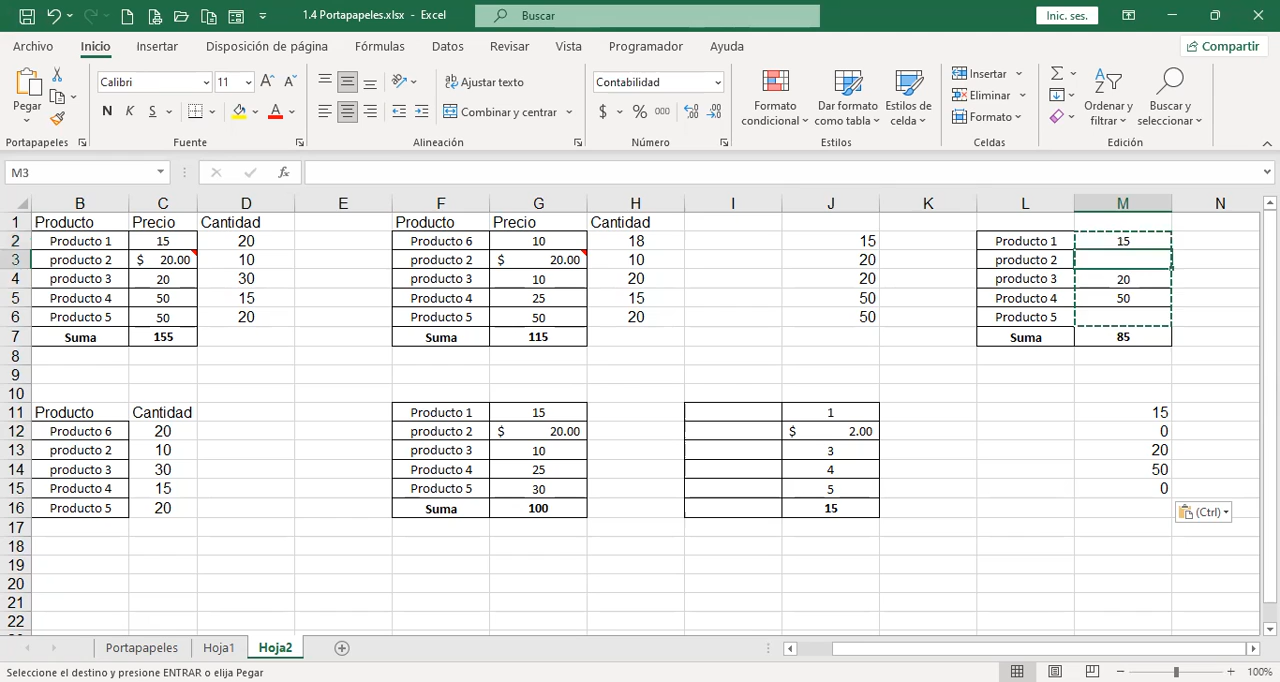 1.4 Portapapeles.xlsx - Excel
Buscar
Inic. ses.
Archivo Inicio Insertar Disposición de página Fórmulas Datos Revisar Vista Programador Ayuda
Compartir
Pegar
Portapapeles
Calibri 11
N K S
Fuente
Ajustar texto
Combinar y centrar
Alineación
Contabilidad
$ % 000
Número
Formato condicional
Dar formato como tabla
Estilos de celda
Estilos
Insertar
Eliminar
Formato
Celdas
Ordenar y filtrar
Buscar y seleccionar
Edición
M3
fx
B C D E F G H I J K L M N
1 Producto Precio Cantidad Producto Precio Cantidad
2 Producto 1 15 20 Producto 6 10 18 15 Producto 1 15
3 producto 2 $ 20.00 10 producto 2 $ 20.00 10 20 producto 2
4 producto 3 20 30 producto 3 10 20 20 producto 3 20
5 Producto 4 50 15 Producto 4 25 15 50 Producto 4 50
6 Producto 5 50 20 Producto 5 50 20 50 Producto 5
7 Suma 155 Suma 115 Suma 85
8
9
10
11 Producto Cantidad Producto 1 15 1 15
12 Producto 6 20 producto 2 $ 20.00 $ 2.00 0
13 producto 2 10 producto 3 10 3 20
14 producto 3 30 Producto 4 25 4 50
15 Producto 4 15 Producto 5 30 5 0
16 Producto 5 20 Suma 100 15
(Ctrl)
17
18
19
20
21
22
Portapapeles Hoja1 Hoja2
Seleccione el destino y presione ENTRAR o elija Pegar
100%